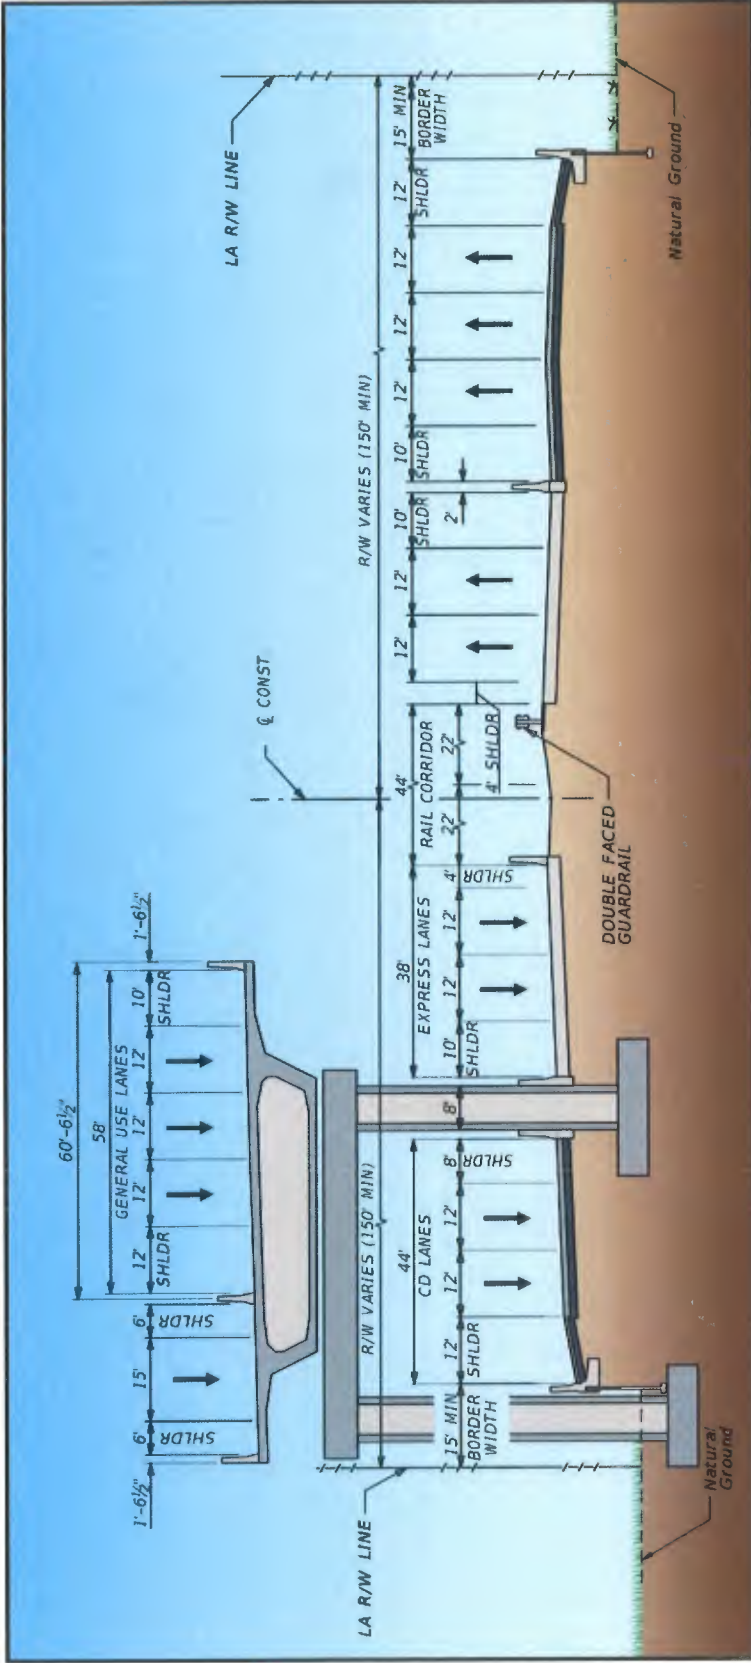 60'-6½"
58'
GENERAL USE LANES
1'-6½" 6' 15' 6' 12' 12' 12' 12' 10' 1'-6½"
SHLDR SHLDR SHLDR SHLDR
LA R/W LINE
℄ CONST
LA R/W LINE
R/W VARIES (150' MIN) R/W VARIES (150' MIN)
44' 38' 44'
CD LANES EXPRESS LANES RAIL CORRIDOR
15' MIN 12' 12' 12' 8' 8' 10' 12' 12' 4' 22' 22' 12' 12' 10' 10' 12' 12' 12' 12' 15' MIN
BORDER WIDTH
SHLDR SHLDR SHLDR SHLDR
4' SHLDR
SHLDR 2' SHLDR SHLDR
BORDER WIDTH
DOUBLE FACED
GUARDRAIL
Natural
Ground
Natural Ground